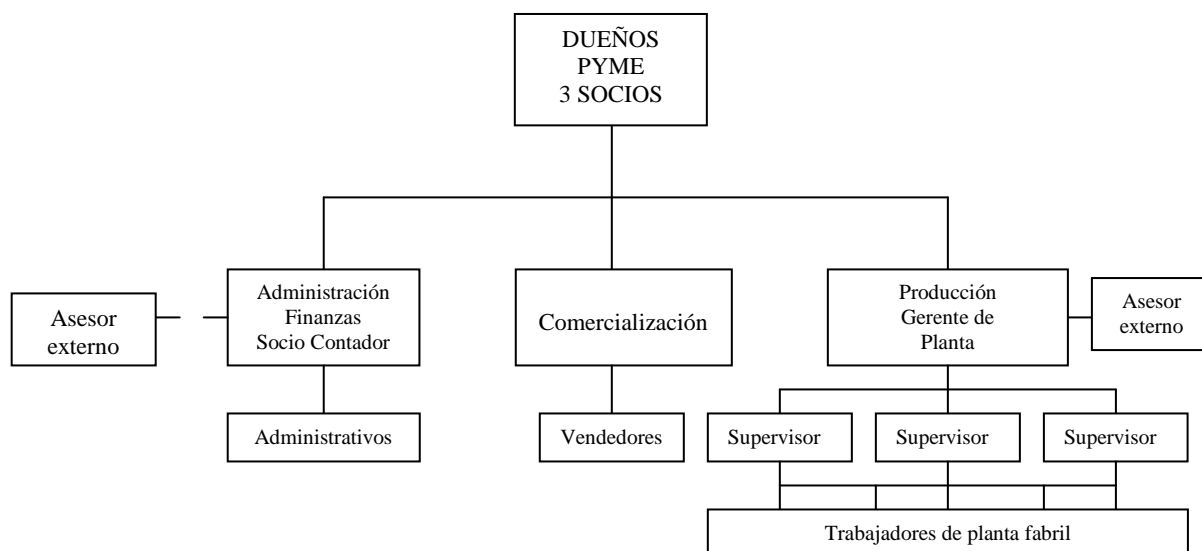 DUEÑOS
PYME
3 SOCIOS
Asesor
externo
Administración
Finanzas
Socio Contador
Comercialización
Producción
Gerente de
Planta
Asesor
externo
Administrativos
Vendedores
Supervisor
Supervisor
Supervisor
Trabajadores de planta fabril